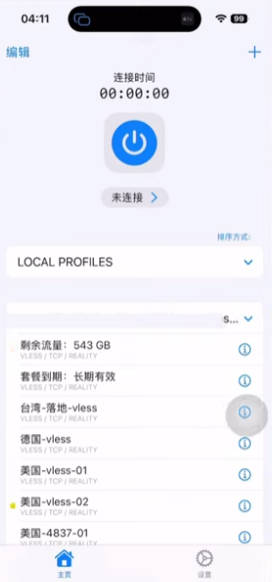 04:11
99
编辑
连接时间
00:00:00
未连接
排序方式:
LOCAL PROFILES
s...
剩余流量：543 GB
VLESS / TCP / REALITY
套餐到期：长期有效
VLESS / TCP / REALITY
台湾-落地-vless
VLESS / TCP / REALITY
德国-vless
VLESS / TCP / REALITY
美国-vless-01
VLESS / TCP / REALITY
美国-vless-02
VLESS / TCP / REALITY
美国-4837-01
VLESS / TCP / REALITY
主页
设置